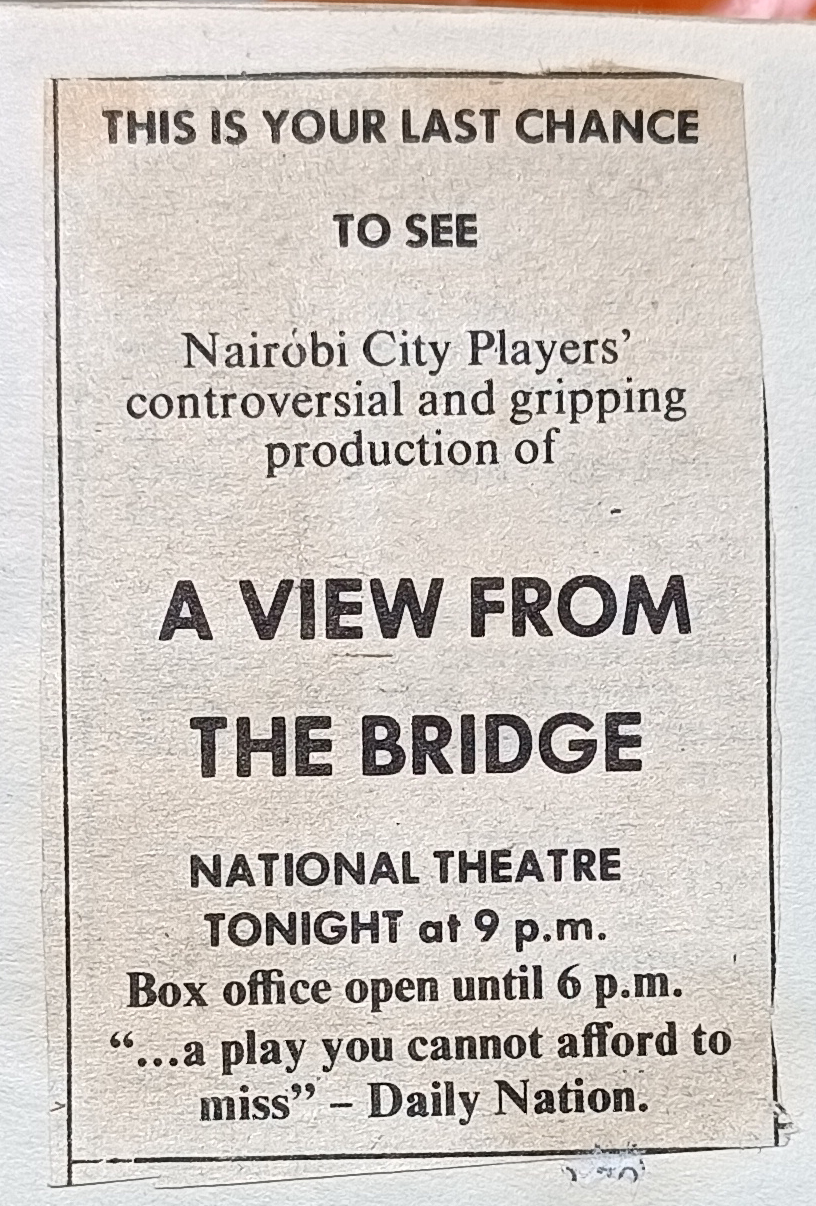 THIS IS YOUR LAST CHANCE
TO SEE
Nairobi City Players’
controversial and gripping
production of
A VIEW FROM
THE BRIDGE
NATIONAL THEATRE
TONIGHT at 9 p.m.
Box office open until 6 p.m.
“...a play you cannot afford to
miss” – Daily Nation.